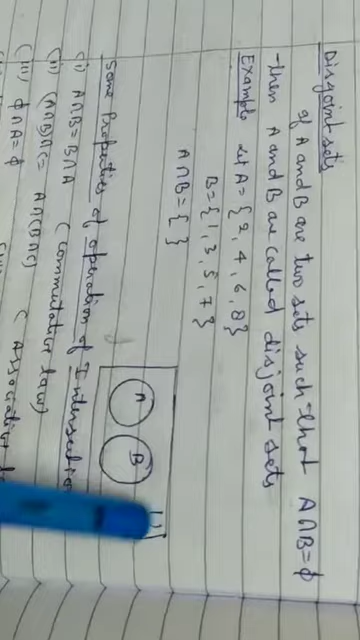 Disjoint sets
If A and B are two sets such that A∩B=ϕ
then A and B are called disjoint sets
Example let A={2,4,6,8}
B={1,3,5,7}
A∩B={ }
A B U
Some Properties of operation of Intersection
(i) A∩B=B∩A (commutative law)
(ii) (A∩B)∩C=A∩(B∩C) (Associative
(iii) ϕ∩A=ϕ